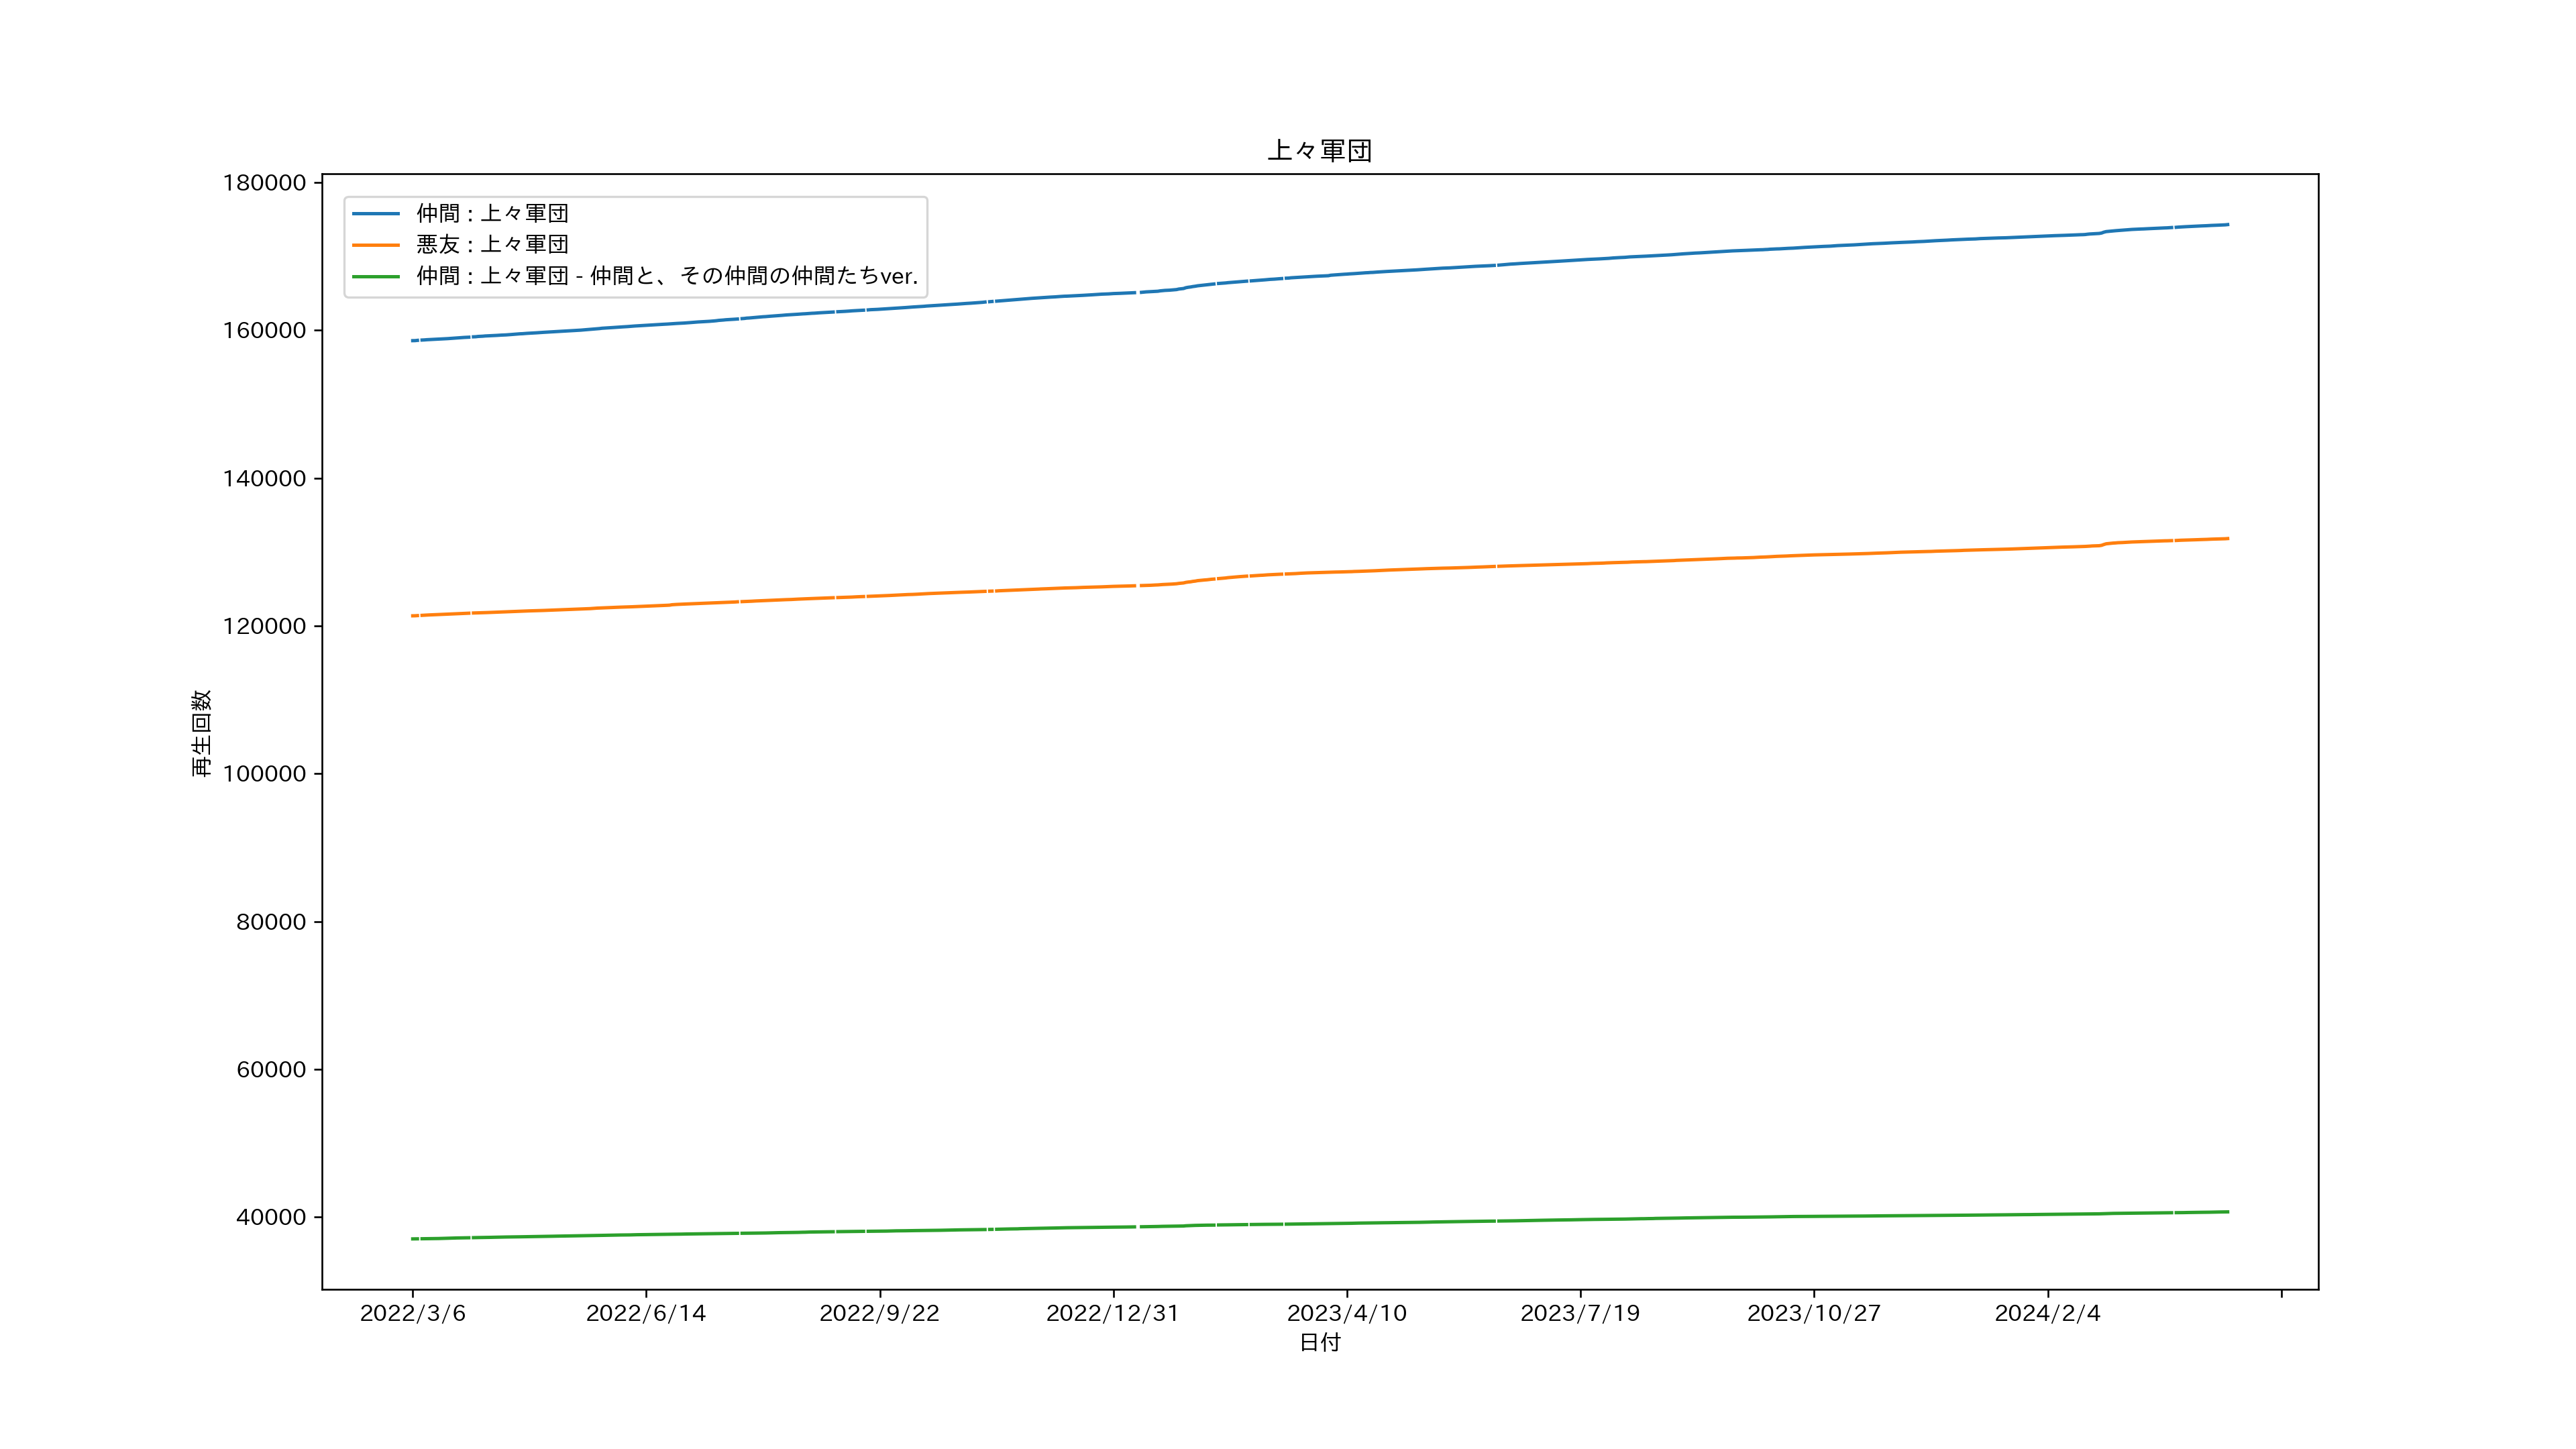 上々軍団
180000
160000
140000
120000
100000
80000
60000
40000
再生回数
仲間 : 上々軍団
悪友 : 上々軍団
仲間 : 上々軍団 - 仲間と、その仲間の仲間たちver.
2022/3/6
2022/6/14
2022/9/22
2022/12/31
2023/4/10
2023/7/19
2023/10/27
2024/2/4
日付